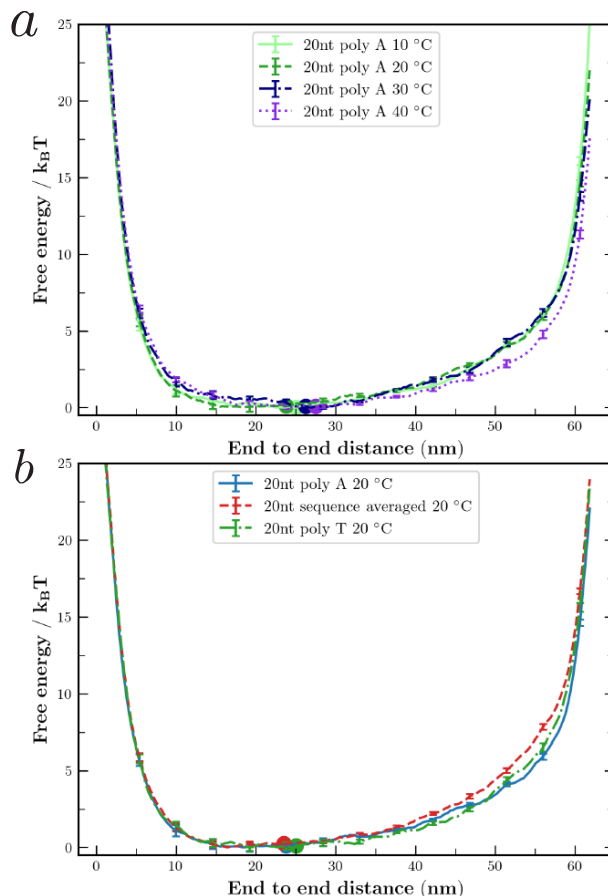 a
20nt poly A 10 °C
20nt poly A 20 °C
20nt poly A 30 °C
20nt poly A 40 °C
Free energy / kBT
25
20
15
10
5
0
0 10 20 30 40 50 60
End to end distance (nm)
b
20nt poly A 20 °C
20nt sequence averaged 20 °C
20nt poly T 20 °C
Free energy / kBT
25
20
15
10
5
0
0 10 20 30 40 50 60
End to end distance (nm)